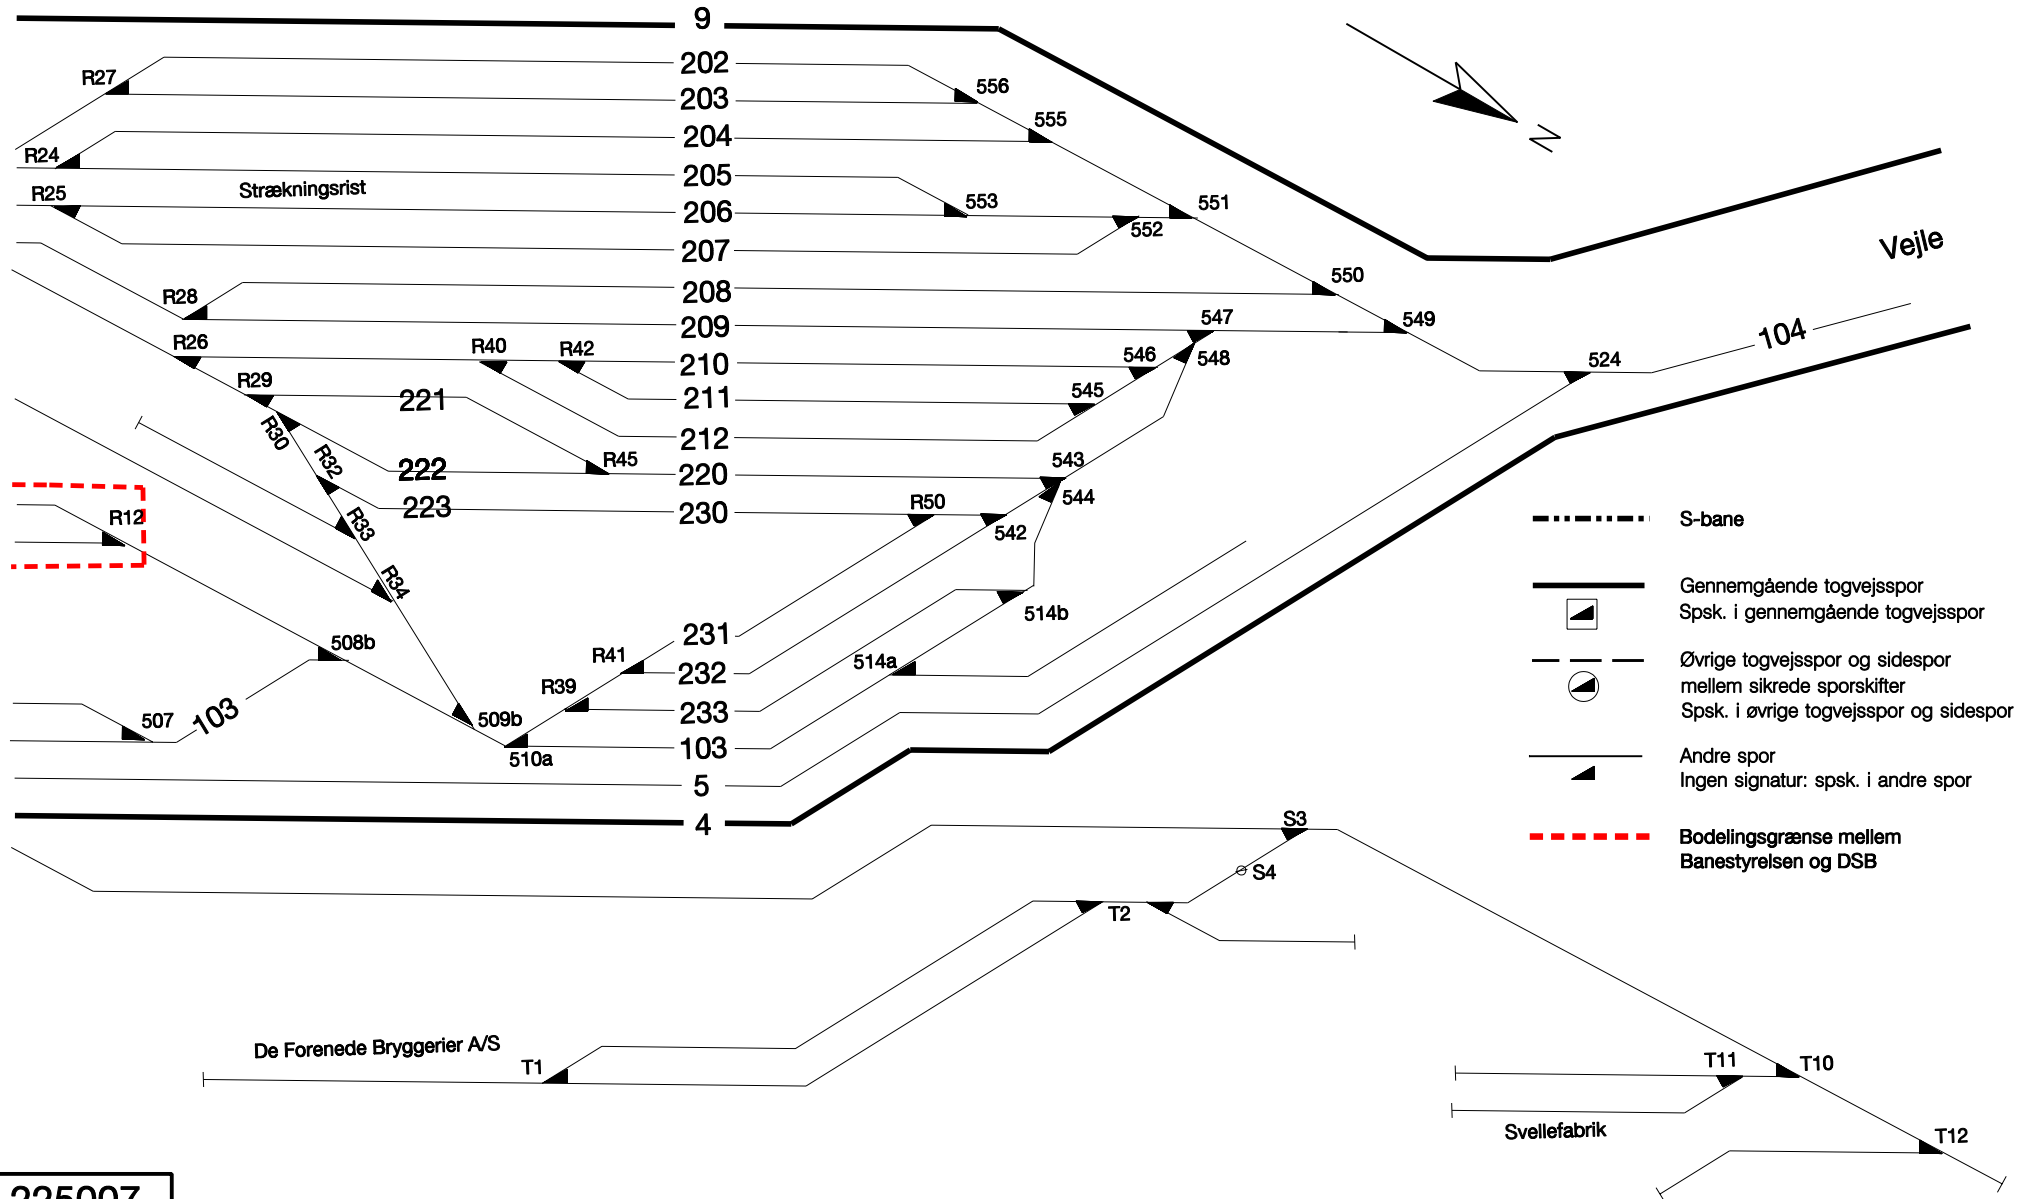 9
202
R27
556
203
555
204
R24
205
Strækningsrist
R25
553
551
206
552
207
Vejle
N
550
R28
208
547
549
209
104
R26
R40
R42
210
546
548
524
R29
221
211
545
R30
212
R32
222
R45
220
543
544
223
R50
230
542
R12
R33
R34
514b
231
508b
R41
232
514a
R39
233
507
103
509b
510a
103
5
4
S-bane
Gennemgående togvejsspor
Spsk. i gennemgående togvejsspor
Øvrige togvejsspor og sidespor
mellem sikrede sporskifter
Spsk. i øvrige togvejsspor og sidespor
Andre spor
Ingen signatur: spsk. i andre spor
Bodelingsgrænse mellem
Banestyrelsen og DSB
S3
S4
T2
De Forenede Bryggerier A/S
T1
T11
T10
Svellefabrik
T12
225007